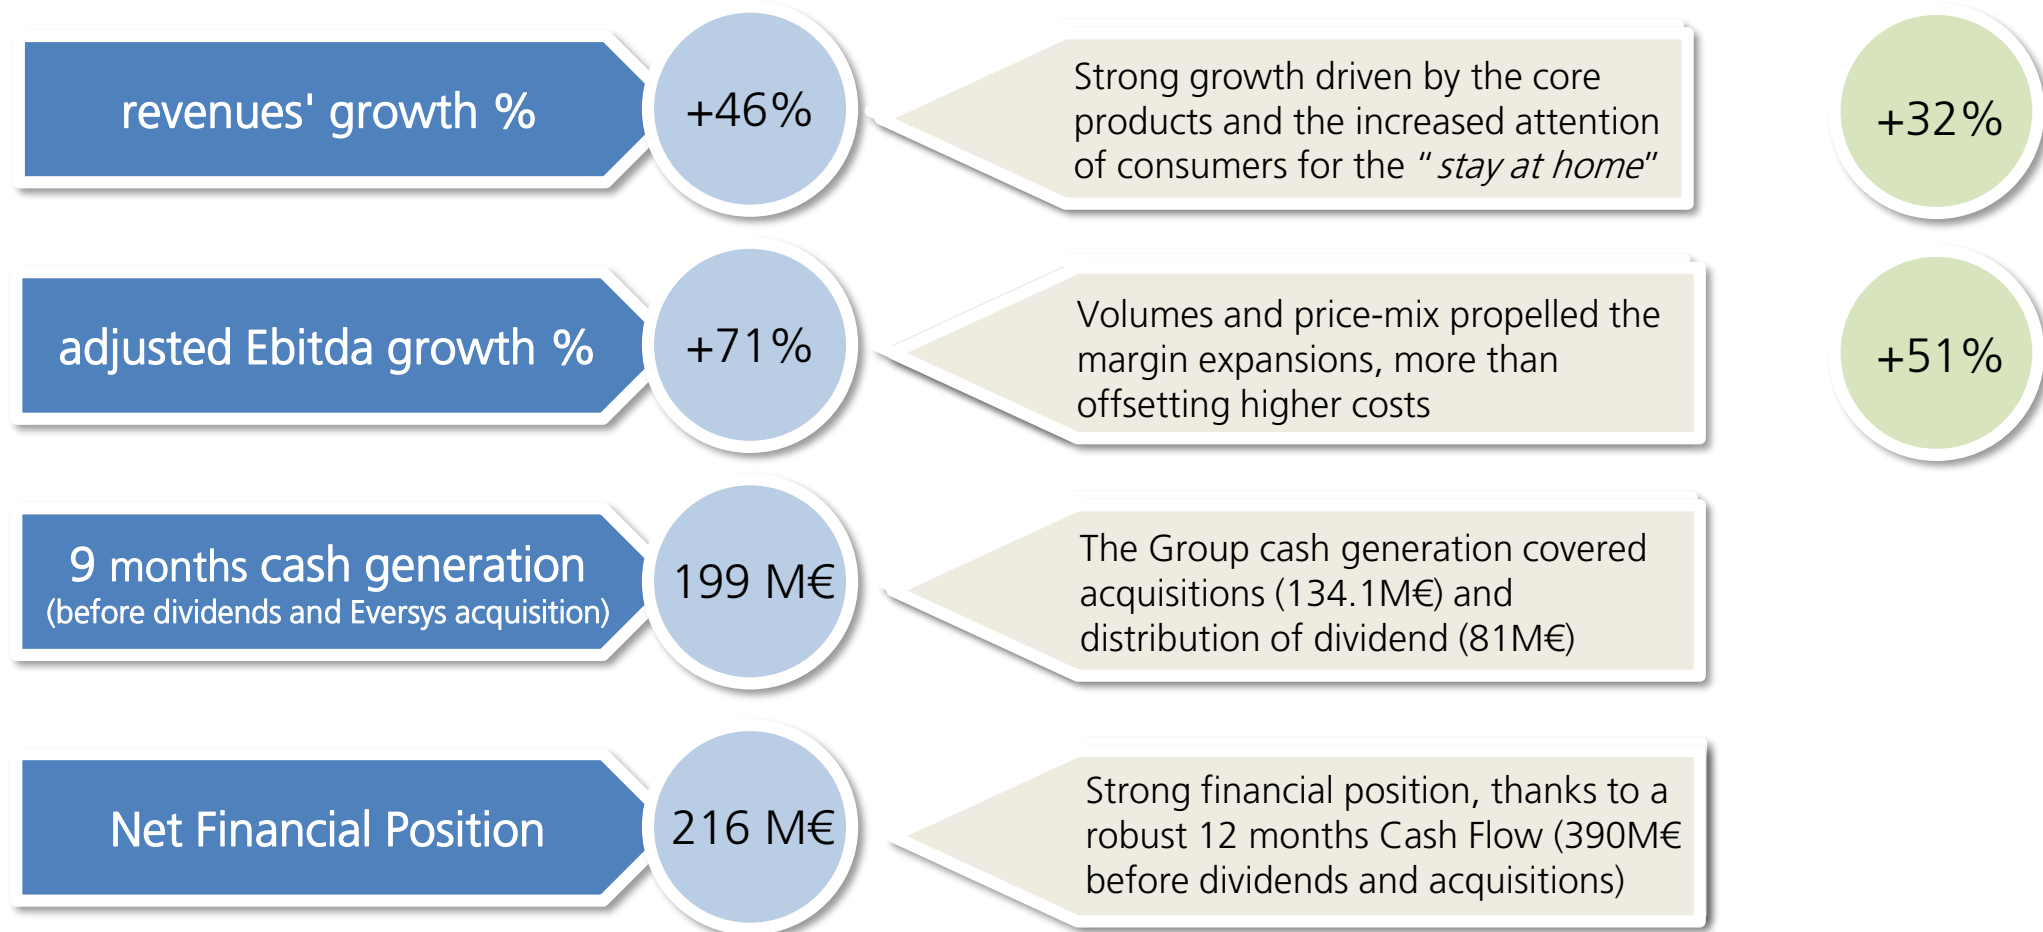 revenues' growth %
+46%
Strong growth driven by the core
products and the increased attention
of consumers for the "stay at home"
+32%
adjusted Ebitda growth %
+71%
Volumes and price-mix propelled the
margin expansions, more than
offsetting higher costs
+51%
9 months cash generation
(before dividends and Eversys acquisition)
199 M€
The Group cash generation covered
acquisitions (134.1M€) and
distribution of dividend (81M€)
Net Financial Position
216 M€
Strong financial position, thanks to a
robust 12 months Cash Flow (390M€
before dividends and acquisitions)